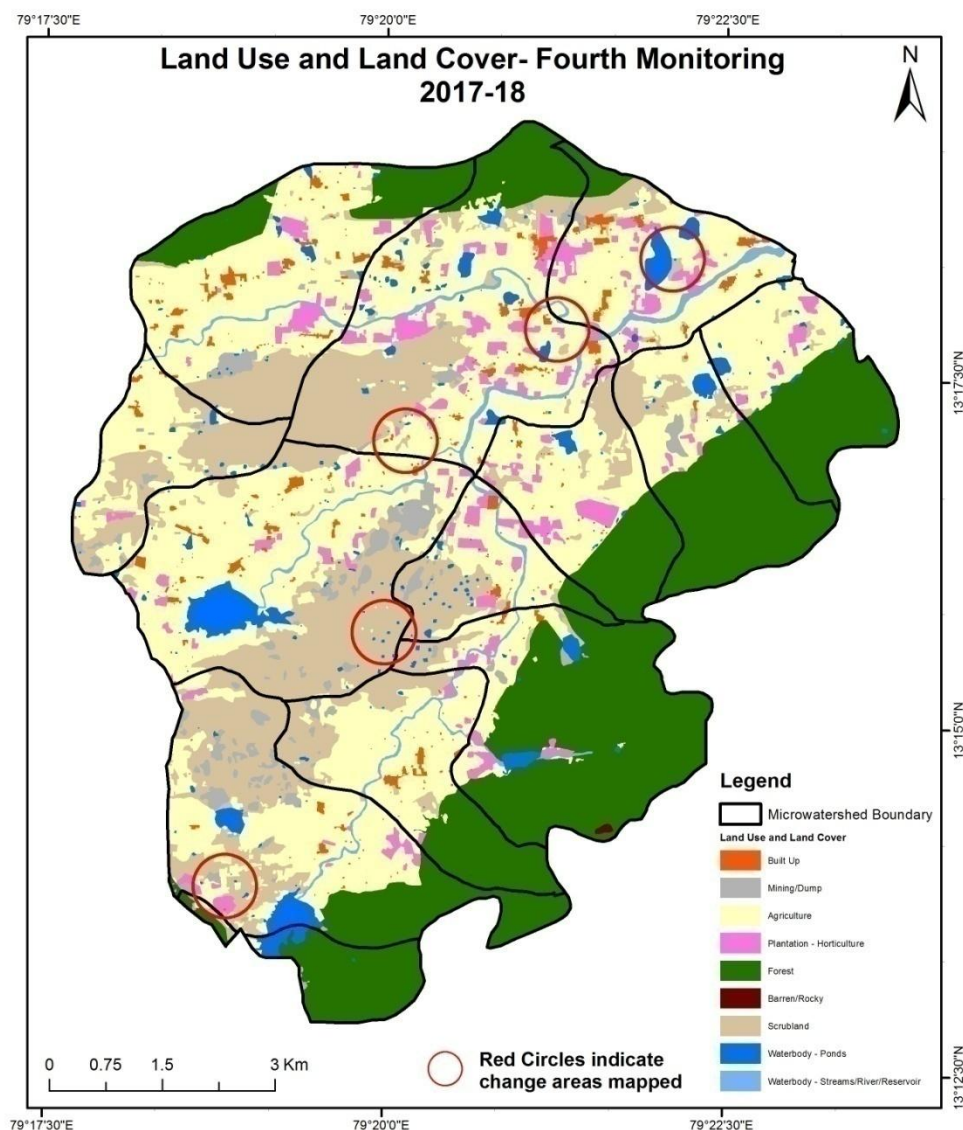 79°17'30"E
79°20'0"E
79°22'30"E
Land Use and Land Cover- Fourth Monitoring
2017-18
N
13°17'30"N
13°15'0"N
13°12'30"N
Legend
Microwatershed Boundary
Land Use and Land Cover
Built Up
Mining/Dump
Agriculture
Plantation - Horticulture
Forest
Barren/Rocky
Scrubland
Waterbody - Ponds
Waterbody - Streams/River/Reservoir
0 0.75 1.5 3 Km
Red Circles indicate
change areas mapped
79°17'30"E
79°20'0"E
79°22'30"E